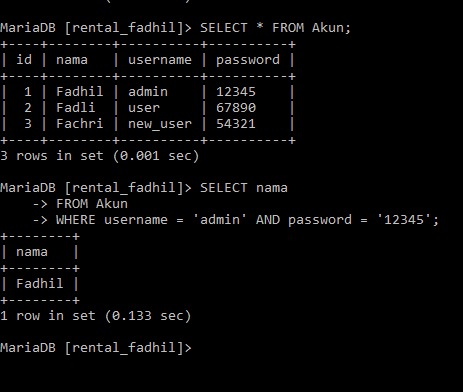 MariaDB [rental_fadhil]> SELECT * FROM Akun;
+----+--------+----------+----------+
| id | nama   | username | password |
+----+--------+----------+----------+
|  1 | Fadhil | admin    | 12345    |
|  2 | Fadli  | user     | 67890    |
|  3 | Fachri | new_user | 54321    |
+----+--------+----------+----------+
3 rows in set (0.001 sec)

MariaDB [rental_fadhil]> SELECT nama
    -> FROM Akun
    -> WHERE username = 'admin' AND password = '12345';
+--------+
| nama   |
+--------+
| Fadhil |
+--------+
1 row in set (0.133 sec)

MariaDB [rental_fadhil]>